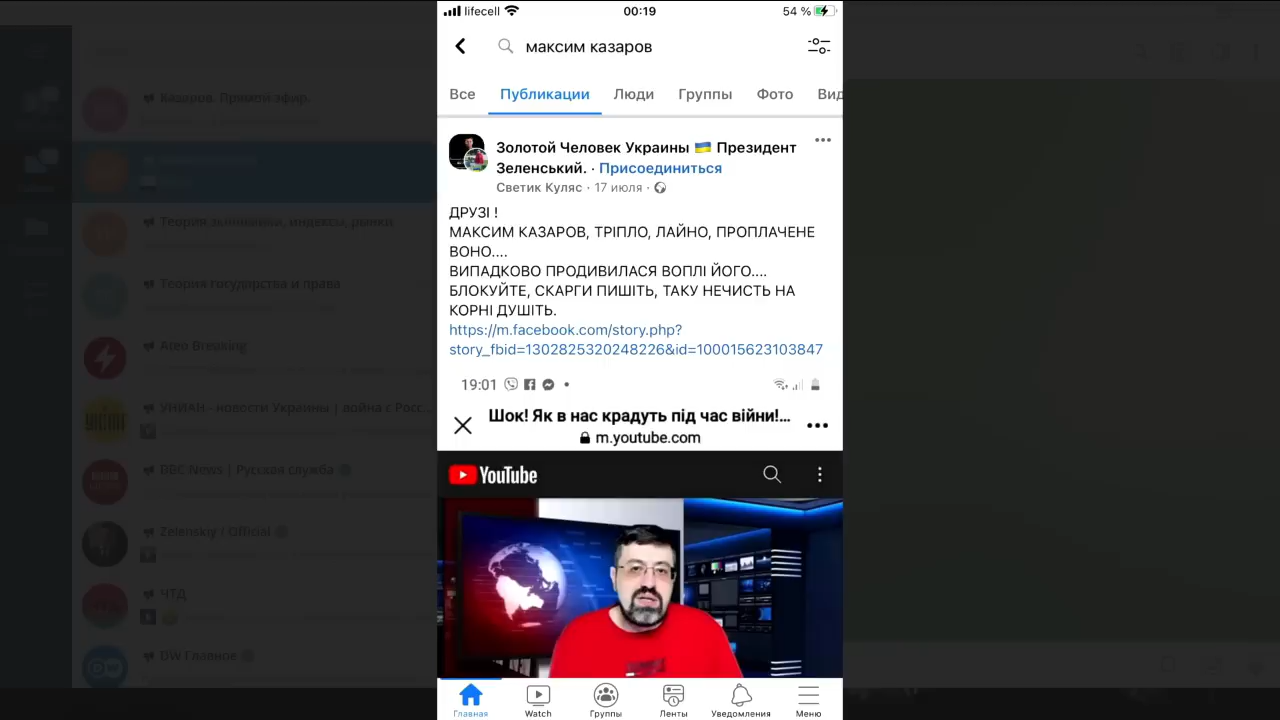 lifecell
00:19
54 %
максим казаров
Все
Публикации
Люди
Группы
Фото
Вид
Золотой Человек Украины 🇺🇦 Президент
Зеленський. · Присоединиться
Светик Куляс · 17 июля ·
ДРУЗІ !
МАКСИМ КАЗАРОВ, ТРІПЛО, ЛАЙНО, ПРОПЛАЧЕНЕ
ВОНО....
ВИПАДКОВО ПРОДИВИЛАСЯ ВОПЛІ ЙОГО....
БЛОКУЙТЕ, СКАРГИ ПИШІТЬ, ТАКУ НЕЧИСТЬ НА
КОРНІ ДУШІТЬ.
https://m.facebook.com/story.php?
story_fbid=1302825320248226&id=100015623103847
19:01
Шок! Як в нас крадуть під час війни!...
m.youtube.com
YouTube
Главная
Watch
Группы
Ленты
Уведомления
Меню
Казаров. Прямой эфир.
Теория экономики, индексы, рынки
Теория государства и права
Ateo Breaking
УНИАН - новости Украины | война с Росс...
BBC News | Русская служба
Zelenskiy / Official
ЧТД
DW Главное